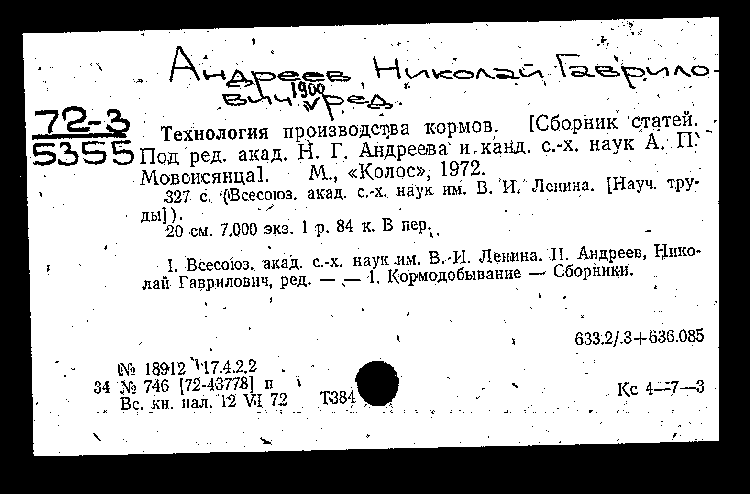 Андреев Николай Гаврило-
вич 1900 ред.
72-3
5355
Технология производства кормов. [Сборник статей.
Под ред. акад. Н. Г. Андреева и канд. с.-х. наук А. П.
Мовсисянца]. М., «Колос», 1972.
327 с. (Всесоюз. акад. с.-х. наук им. В. И. Ленина. [Науч. тру-
ды]).
20 см. 7.000 экз. 1 р. 84 к. В пер.
I. Всесоюз. акад. с.-х. наук им. В. И. Ленина. II. Андреев, Нико-
лай Гаврилович, ред. — — 1. Кормодобывание — Сборники.
633.2/.3+636.085
№ 18912 17.4.2.2
34 № 746 [72-43778] п
Вс. кн. пал. 12 VI 72 Т384
Кс 4—7—3